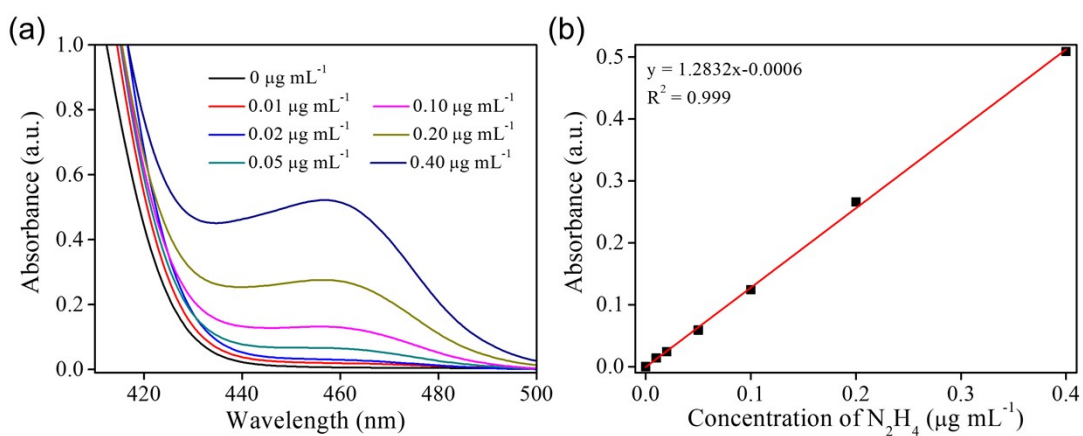 (a)
1.0
0.8
0.6
0.4
0.2
0.0
Absorbance (a.u.)
0 μg mL⁻¹
0.01 μg mL⁻¹
0.02 μg mL⁻¹
0.05 μg mL⁻¹
0.10 μg mL⁻¹
0.20 μg mL⁻¹
0.40 μg mL⁻¹
420 440 460 480 500
Wavelength (nm)
(b)
0.5
0.4
0.3
0.2
0.1
0.0
Absorbance (a.u.)
y = 1.2832x-0.0006
R² = 0.999
0.0 0.1 0.2 0.3 0.4
Concentration of N₂H₄ (μg mL⁻¹)